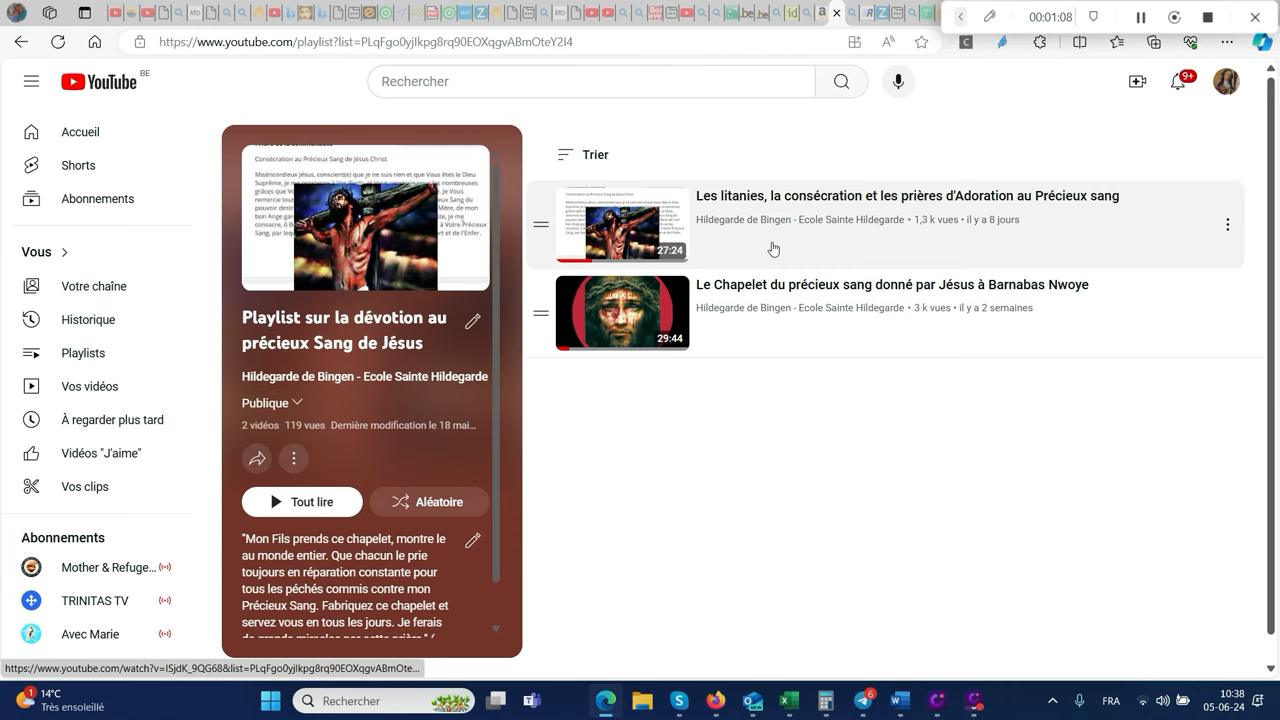 00:01:08
https://www.youtube.com/playlist?list=PLqFgo0yjlkpg8rq90EOXqgvABmOteY2I4
YouTube BE
Rechercher
9+
Accueil
Shorts
Abonnements
Vous
Votre chaîne
Historique
Playlists
Vos vidéos
À regarder plus tard
Vidéos "J'aime"
Vos clips
Abonnements
Mother & Refuge...
TRINITAS TV
Avec Marie
Consécration au Précieux Sang de Jésus Christ
Playlist sur la dévotion au
précieux Sang de Jésus
Hildegarde de Bingen - Ecole Sainte Hildegarde
Publique
2 vidéos 119 vues Dernière modification le 18 mai...
Tout lire
Aléatoire
"Mon Fils prends ce chapelet, montre le
au monde entier. Que chacun le prie
toujours en réparation constante pour
tous les péchés commis contre mon
Précieux Sang. Fabriquez ce chapelet et
servez vous en tous les jours. Je ferais
de grands miracles par cette prière." (
Trier
27:24
Les litanies, la consécration et les prières d'Adoration au Précieux sang
Hildegarde de Bingen - Ecole Sainte Hildegarde • 1,3 k vues • il y a 8 jours
29:44
Le Chapelet du précieux sang donné par Jésus à Barnabas Nwoye
Hildegarde de Bingen - Ecole Sainte Hildegarde • 3 k vues • il y a 2 semaines
https://www.youtube.com/watch?v=ISjdK_9QG68&list=PLqFgo0yjlkpg8rq90EOXqgvABmOte...
1
14°C
Très ensoleillé
Rechercher
6
FRA
10:38
05-06-24